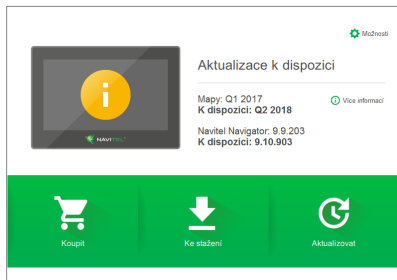 Možnosti
Aktualizace k dispozici
Mapy: Q1 2017
K dispozici: Q2 2018
Více informací
Navitel Navigator: 9.9.203
K dispozici: 9.10.903
NAVITEL
Koupit
Ke stažení
Aktualizovat